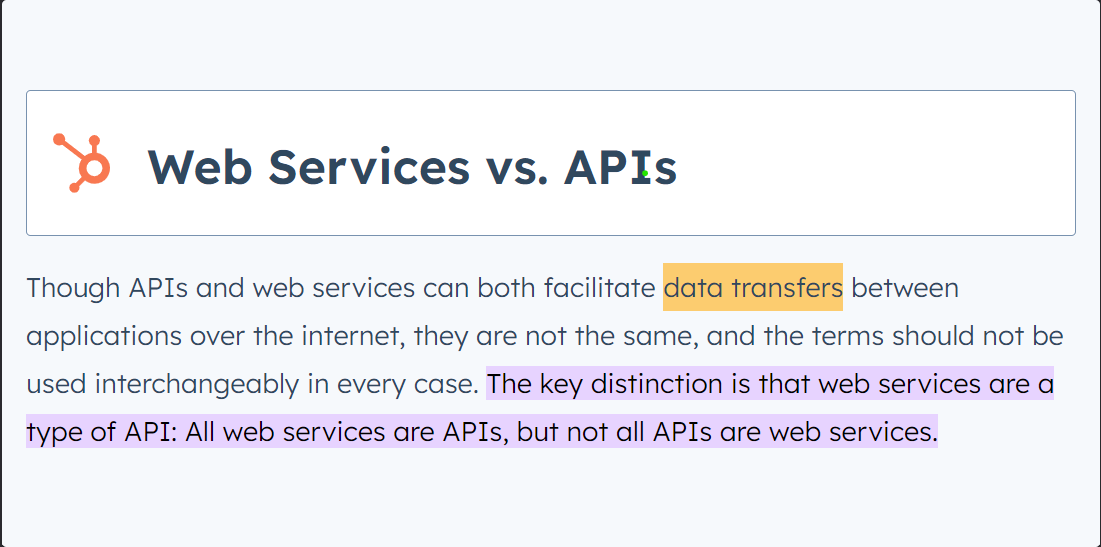 Web Services vs. APIs
Though APIs and web services can both facilitate data transfers between
applications over the internet, they are not the same, and the terms should not be
used interchangeably in every case. The key distinction is that web services are a
type of API: All web services are APIs, but not all APIs are web services.